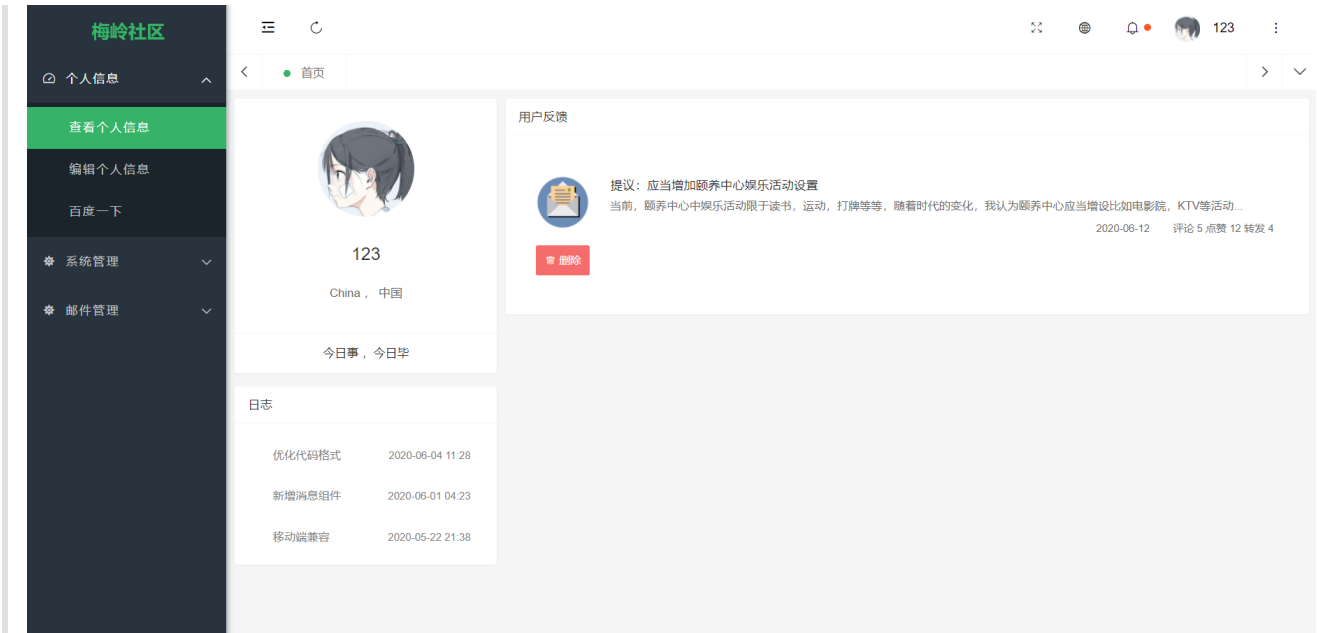 梅岭社区
123
个人信息
首页
查看个人信息
编辑个人信息
百度一下
系统管理
邮件管理
123
China， 中国
今日事，今日毕
日志
优化代码格式 2020-06-04 11:28
新增消息组件 2020-06-01 04:23
移动端兼容 2020-05-22 21:38
用户反馈
提议：应当增加颐养中心娱乐活动设置
当前，颐养中心中娱乐活动限于读书，运动，打牌等等，随着时代的变化，我认为颐养中心应当增设比如电影院，KTV等活动...
2020-06-12 评论 5 点赞 12 转发 4
删除